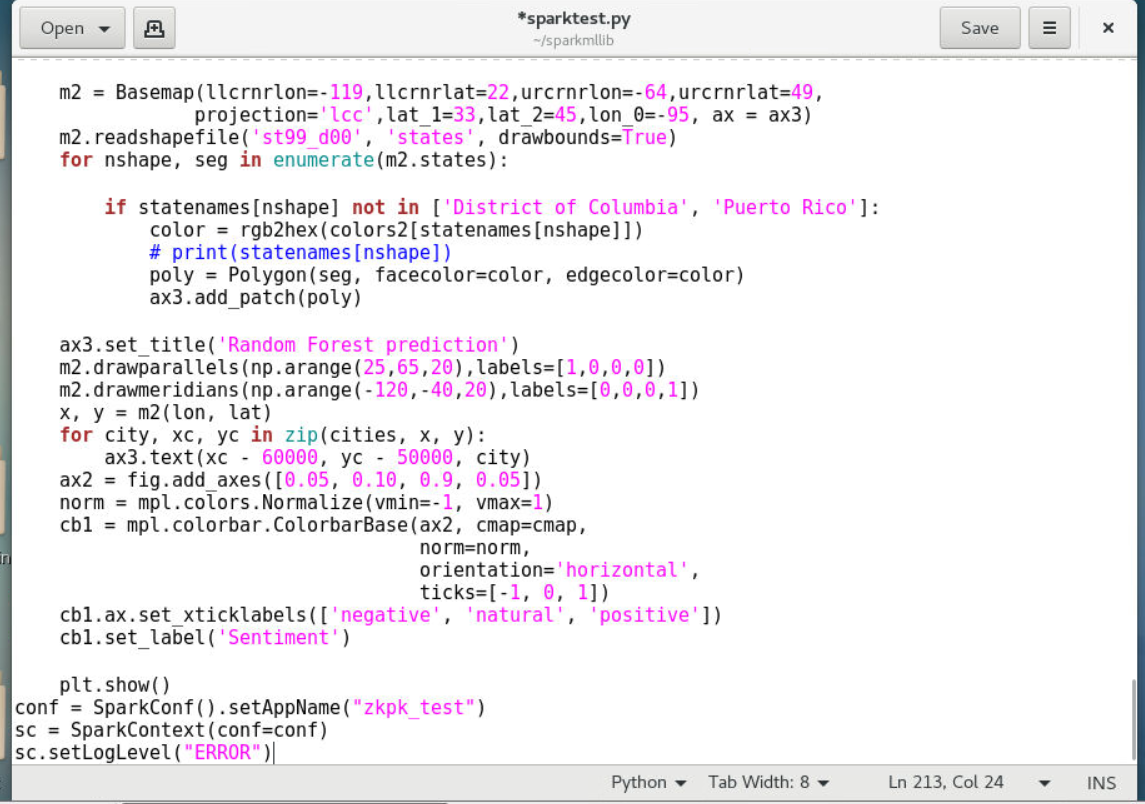 Open
*sparktest.py
~/sparkmllib
Save
    m2 = Basemap(llcrnrlon=-119,llcrnrlat=22,urcrnrlon=-64,urcrnrlat=49,
                projection='lcc',lat_1=33,lat_2=45,lon_0=-95, ax = ax3)
    m2.readshapefile('st99_d00', 'states', drawbounds=True)
    for nshape, seg in enumerate(m2.states):
        if statenames[nshape] not in ['District of Columbia', 'Puerto Rico']:
            color = rgb2hex(colors2[statenames[nshape]])
            # print(statenames[nshape])
            poly = Polygon(seg, facecolor=color, edgecolor=color)
            ax3.add_patch(poly)
    ax3.set_title('Random Forest prediction')
    m2.drawparallels(np.arange(25,65,20),labels=[1,0,0,0])
    m2.drawmeridians(np.arange(-120,-40,20),labels=[0,0,0,1])
    x, y = m2(lon, lat)
    for city, xc, yc in zip(cities, x, y):
        ax3.text(xc - 60000, yc - 50000, city)
    ax2 = fig.add_axes([0.05, 0.10, 0.9, 0.05])
    norm = mpl.colors.Normalize(vmin=-1, vmax=1)
    cb1 = mpl.colorbar.ColorbarBase(ax2, cmap=cmap,
                                    norm=norm,
                                    orientation='horizontal',
                                    ticks=[-1, 0, 1])
    cb1.ax.set_xticklabels(['negative', 'natural', 'positive'])
    cb1.set_label('Sentiment')
    plt.show()
conf = SparkConf().setAppName("zkpk_test")
sc = SparkContext(conf=conf)
sc.setLogLevel("ERROR")
Python
Tab Width: 8
Ln 213, Col 24
INS